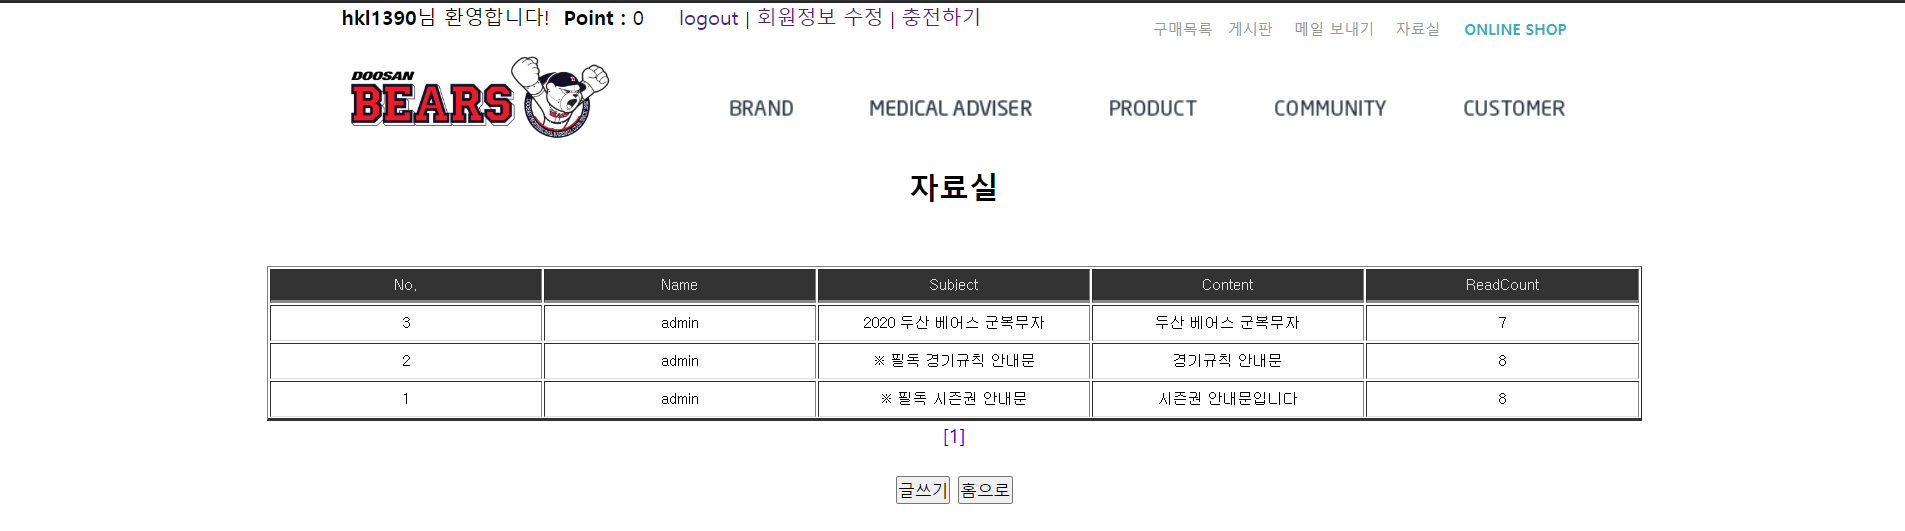 hkl1390님 환영합니다! Point : 0 logout | 회원정보 수정 | 충전하기
구매목록 게시판 메일 보내기 자료실 ONLINE SHOP
DOOSAN
BEARS
BRAND MEDICAL ADVISER PRODUCT COMMUNITY CUSTOMER
자료실
No. Name Subject Content ReadCount
3 admin 2020 두산 베어스 군복무자 두산 베어스 군복무자 7
2 admin ※ 필독 경기규칙 안내문 경기규칙 안내문 8
1 admin ※ 필독 시즌권 안내문 시즌권 안내문입니다 8
[1]
글쓰기 홈으로